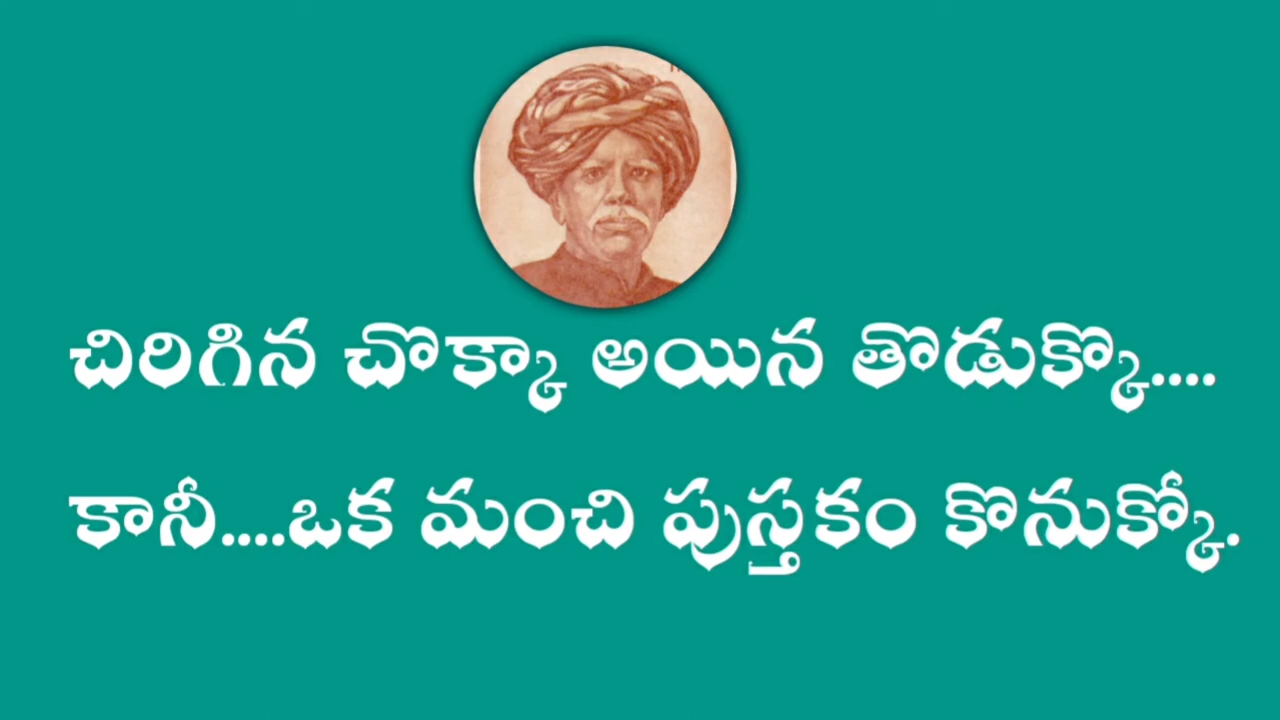 చిరిగిన చొక్కా అయిన తొడుక్కొ....
కానీ....ఒక మంచి పుస్తకం కొనుక్కో.